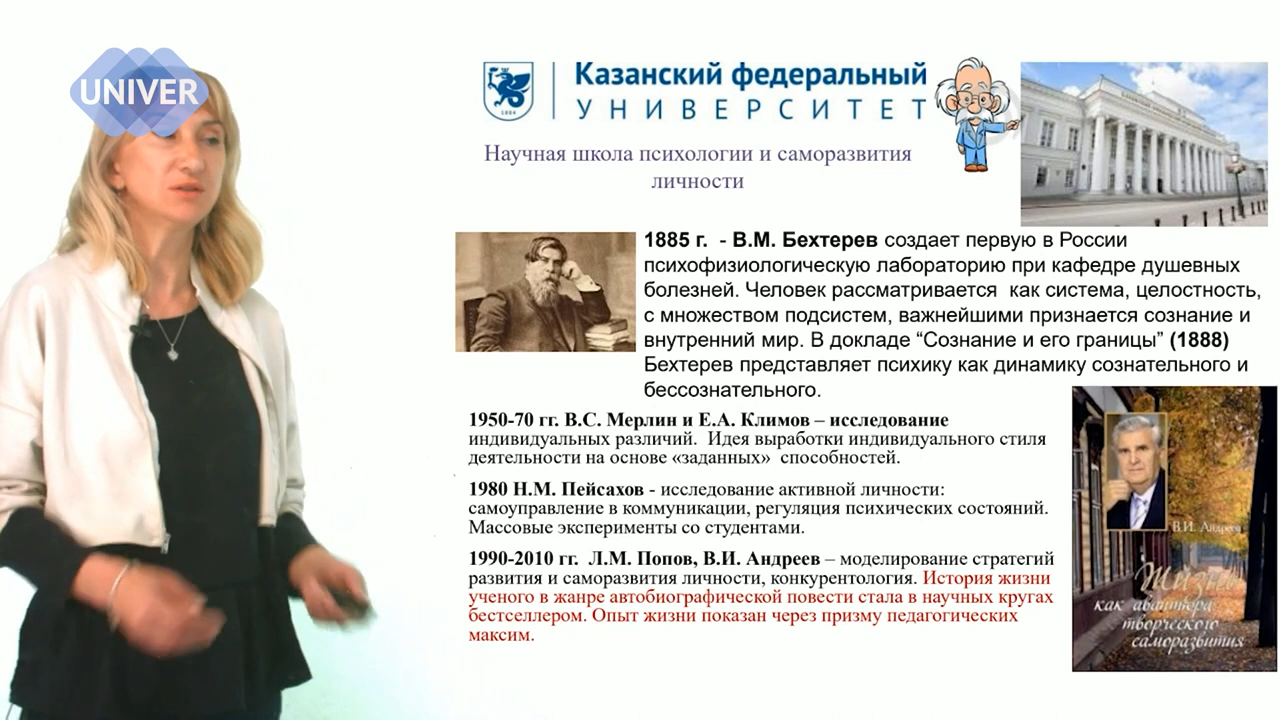 UNIVER
Казанский федеральный
УНИВЕРСИТЕТ
1804
Научная школа психологии и саморазвития
личности
1885 г.  - В.М. Бехтерев создает первую в России
психофизиологическую лабораторию при кафедре душевных
болезней. Человек рассматривается  как система, целостность,
с множеством подсистем, важнейшими признается сознание и
внутренний мир. В докладе “Сознание и его границы” (1888)
Бехтерев представляет психику как динамику сознательного и
бессознательного.
1950-70 гг. В.С. Мерлин и Е.А. Климов – исследование
индивидуальных различий.  Идея выработки индивидуального стиля
деятельности на основе «заданных»  способностей.
1980 Н.М. Пейсахов - исследование активной личности:
самоуправление в коммуникации, регуляция психических состояний.
Массовые эксперименты со студентами.
1990-2010 гг.  Л.М. Попов, В.И. Андреев – моделирование стратегий
развития и саморазвития личности, конкурентология. История жизни
ученого в жанре автобиографической повести стала в научных кругах
бестселлером. Опыт жизни показан через призму педагогических
максим.
В.И. Андреев
Жизнь
как авантюра
творческого
саморазвития